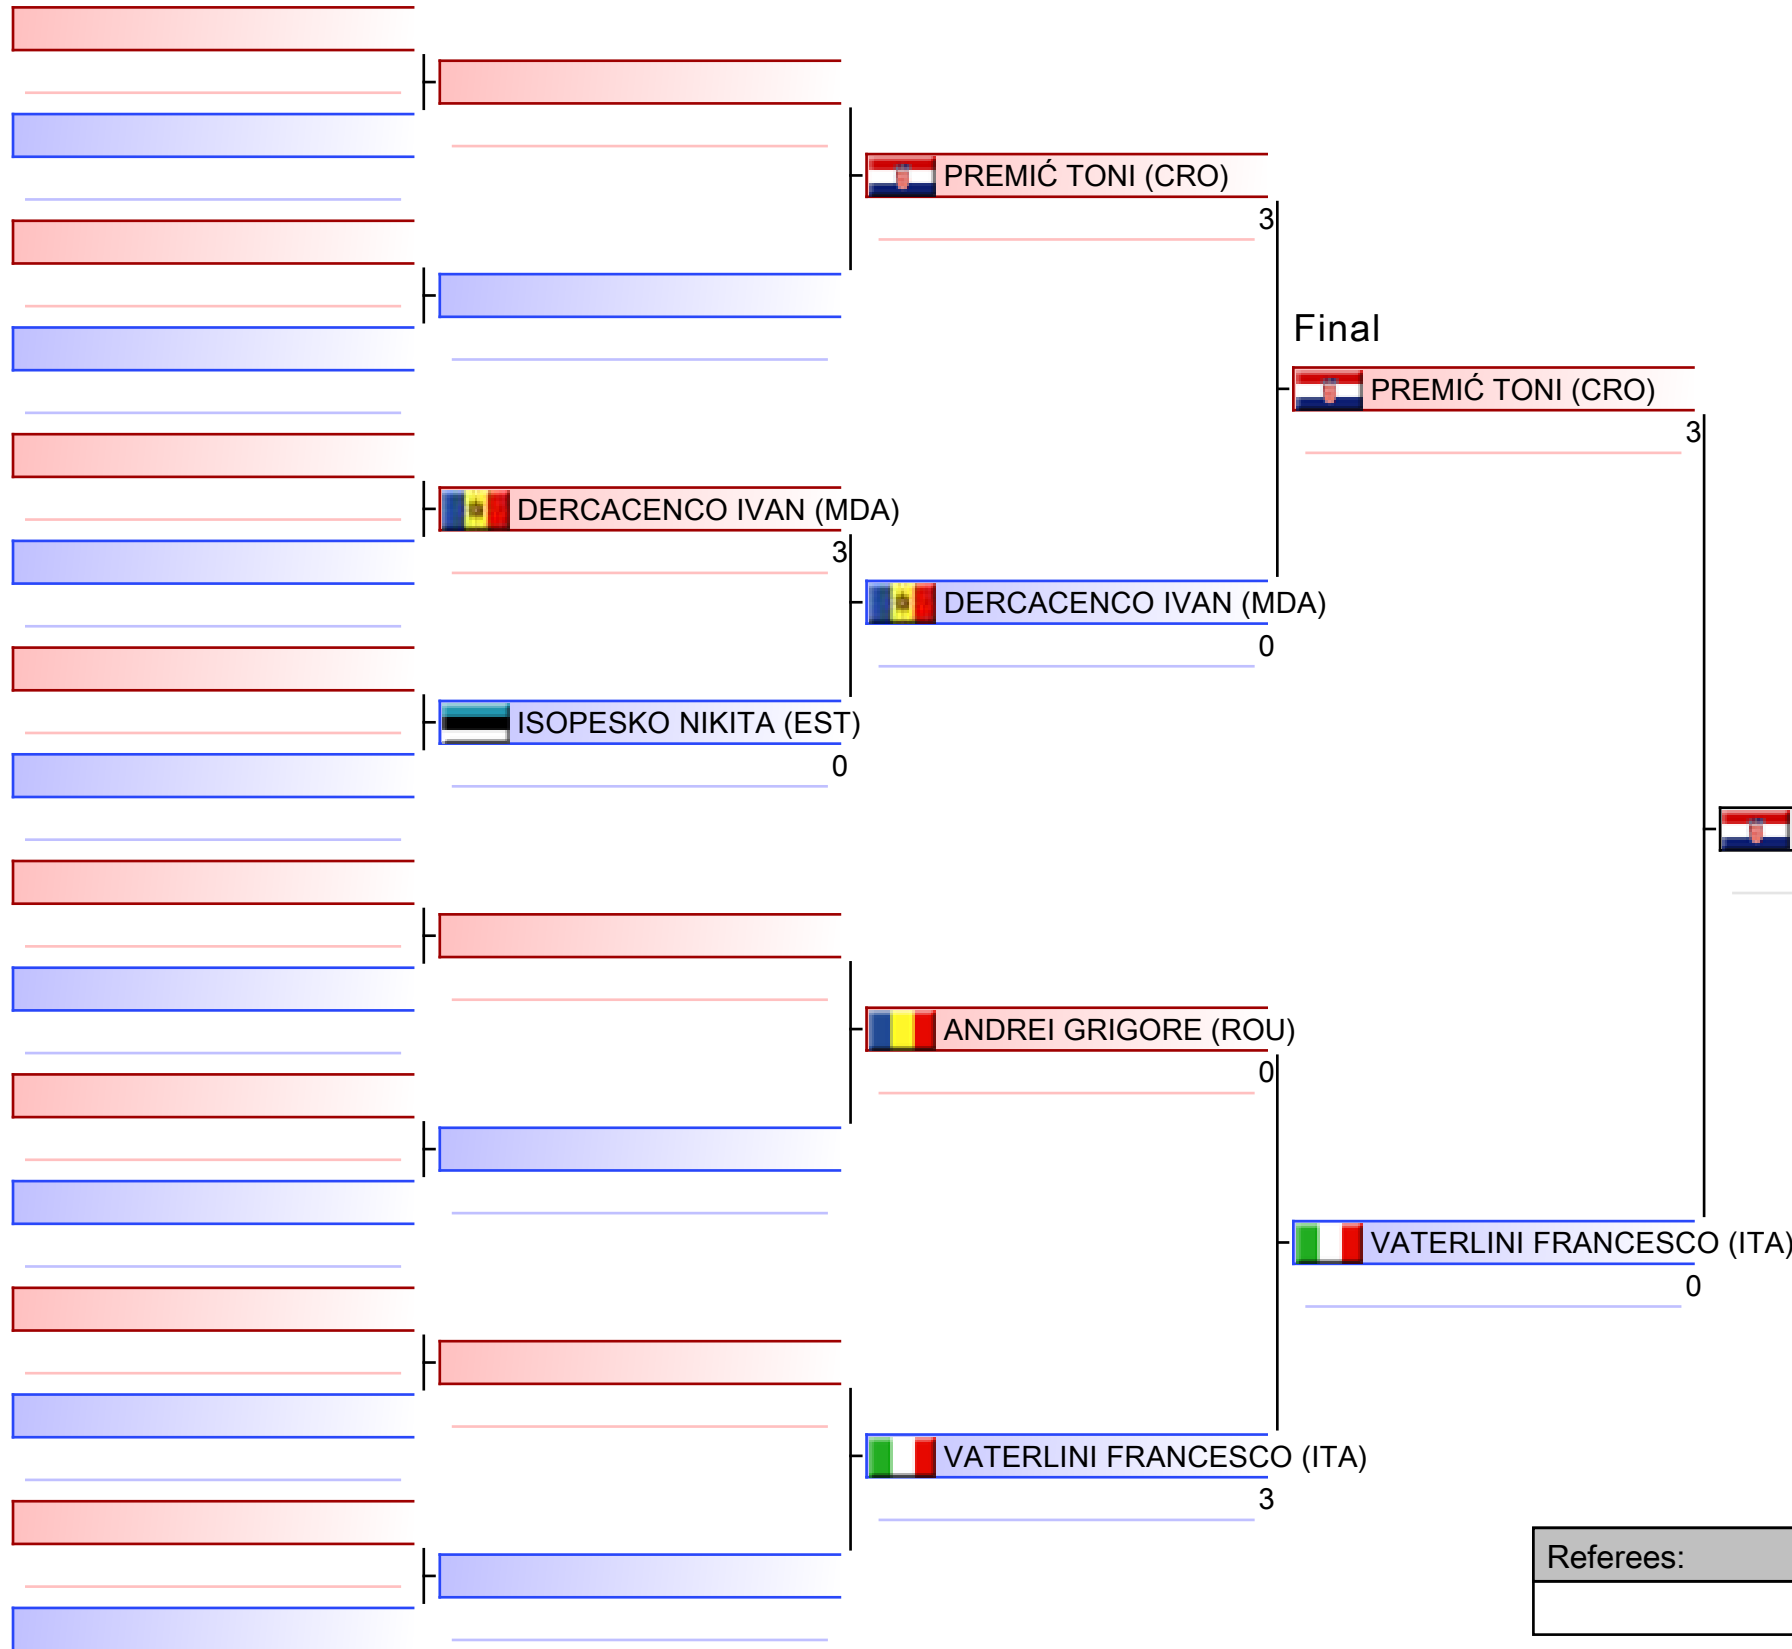 PREMIĆ TONI (CRO)
3
Final
PREMIĆ TONI (CRO)
3
DERCACENCO IVAN (MDA)
3
DERCACENCO IVAN (MDA)
0
ISOPESKO NIKITA (EST)
0
ANDREI GRIGORE (ROU)
0
VATERLINI FRANCESCO (ITA)
0
VATERLINI FRANCESCO (ITA)
3
Referees: